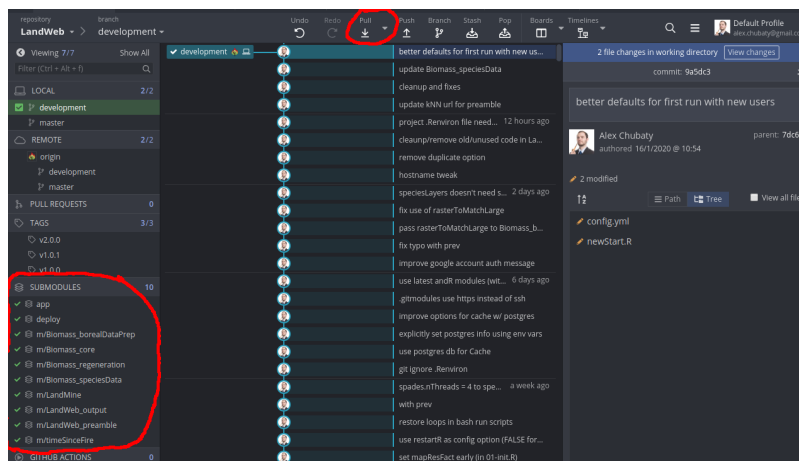 repository
branch
LandWeb
development
Undo
Redo
Pull
Push
Branch
Stash
Pop
Boards
Timelines
Default Profile
alex.chubaty@gmail.co
Viewing 7/7
Show All
Filter (Ctrl + Alt + f)
LOCAL 2/2
development
master
REMOTE 2/2
origin
development
master
PULL REQUESTS 0
TAGS 3/3
v2.0.0
v1.0.1
v1.0.0
SUBMODULES 10
app
deploy
m/Biomass_borealDataPrep
m/Biomass_core
m/Biomass_regeneration
m/Biomass_speciesData
m/LandMine
m/LandWeb_output
m/LandWeb_preamble
m/timeSinceFire
GITHUB ACTIONS 0
development
better defaults for first run with new us...
update Biomass_speciesData
cleanup and fixes
update kNN url for preamble
project .Renviron file need... 12 hours ago
cleaunp/remove old/unused code in La...
remove duplicate option
hostname tweak
speciesLayers doesn't need s... 2 days ago
fix use of rasterToMatchLarge
pass rasterToMatchLarge to Biomass_b...
fix typo with prev
improve google account auth message
use latest andR modules (wit... 6 days ago
.gitmodules use https instead of ssh
improve options for cache w/ postgres
explicitly set postgres info using env vars
use postgres db for Cache
git ignore .Renviron
spades.nThreads = 4 to spe... a week ago
with prev
restore loops in bash run scripts
use restartR as config option (FALSE for...
set mapResFact early (in 01-init.R)
2 file changes in working directory
View changes
commit: 9a5dc3
better defaults for first run with new users
Alex Chubaty
parent: 7dc6
authored 16/1/2020 @ 10:54
2 modified
Path
Tree
View all file
config.yml
newStart.R